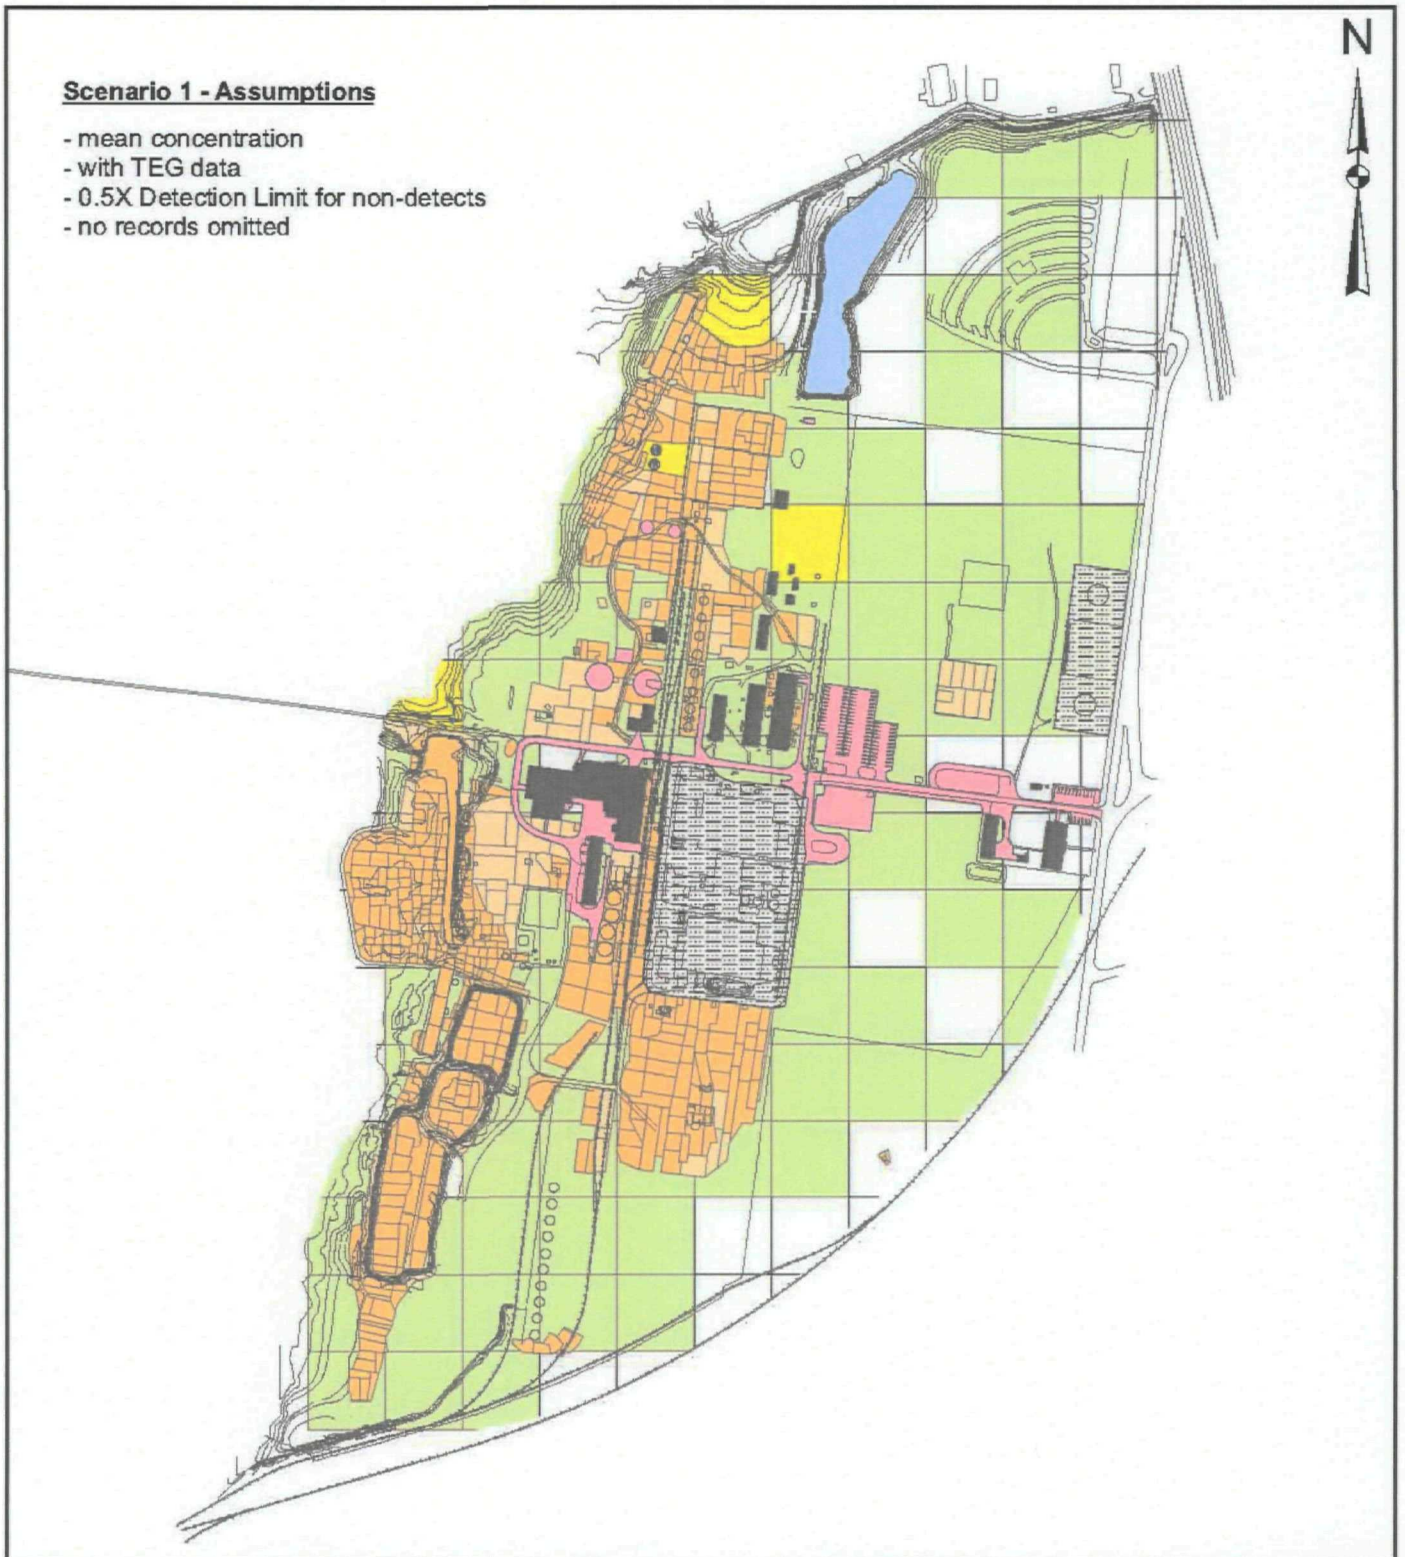 N
Scenario 1 - Assumptions
- mean concentration
- with TEG data
- 0.5X Detection Limit for non-detects
- no records omitted